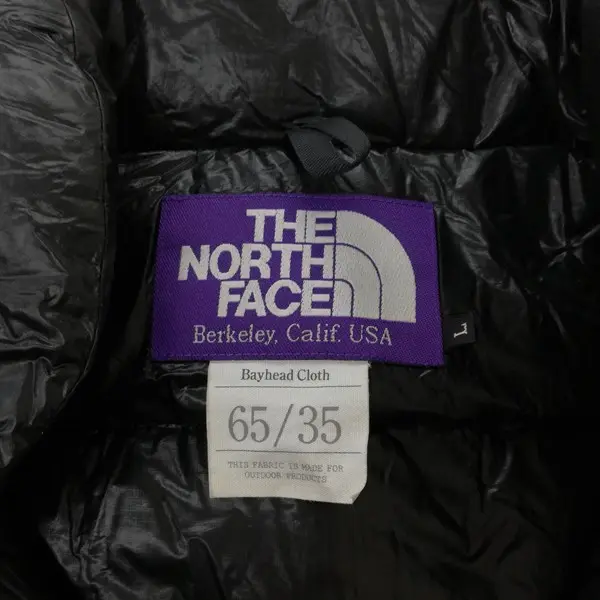 THE
NORTH
FACE
Berkeley, Calif. USA
L
Bayhead Cloth
65/35
THIS FABRIC IS MADE FOR
OUTDOOR PRODUCTS